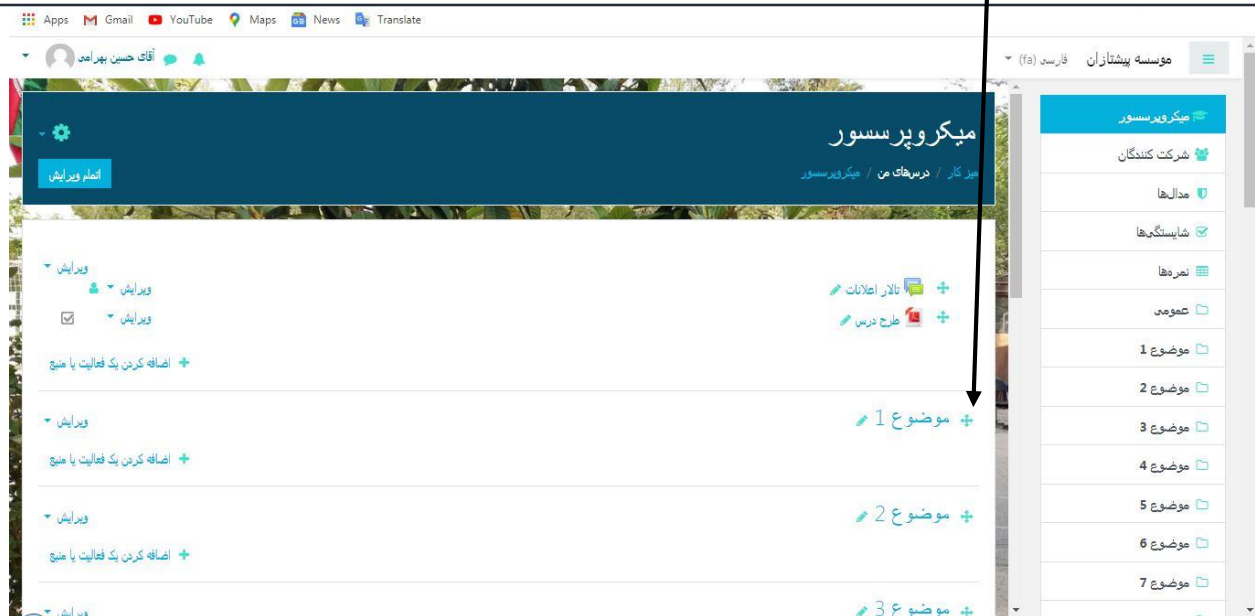 Apps Gmail YouTube Maps News Translate
موسسه پیشتازان فارسی ‎(fa)‎ آقای حسین بهرامی
میکروپرسسور
شرکت کنندگان
مدال‌ها
شایستگی‌ها
نمره‌ها
عمومی
موضوع 1
موضوع 2
موضوع 3
موضوع 4
موضوع 5
موضوع 6
موضوع 7
میکروپرسسور
میز کار / درس‌های من / میکروپرسسور
اتمام ویرایش
ویرایش
تالار اعلانات ویرایش
طرح درس ویرایش
اضافه کردن یک فعالیت یا منبع
موضوع 1 ویرایش
اضافه کردن یک فعالیت یا منبع
موضوع 2 ویرایش
اضافه کردن یک فعالیت یا منبع
موضوع 3 ویرایش